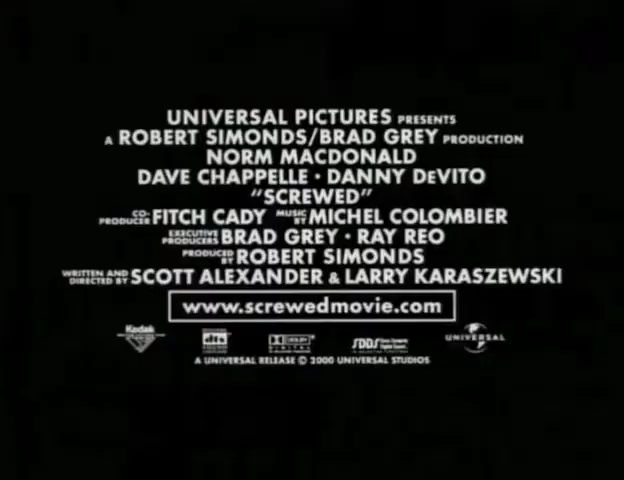 UNIVERSAL PICTURES PRESENTS
A ROBERT SIMONDS/BRAD GREY PRODUCTION
NORM MACDONALD
DAVE CHAPPELLE · DANNY DeVITO
"SCREWED"
CO-PRODUCER FITCH CADY MUSIC BY MICHEL COLOMBIER
EXECUTIVE PRODUCERS BRAD GREY · RAY REO
PRODUCED BY ROBERT SIMONDS
WRITTEN AND DIRECTED BY SCOTT ALEXANDER & LARRY KARASZEWSKI
www.screwedmovie.com
Kodak dts DOLBY DIGITAL SDDS UNIVERSAL
A UNIVERSAL RELEASE © 2000 UNIVERSAL STUDIOS